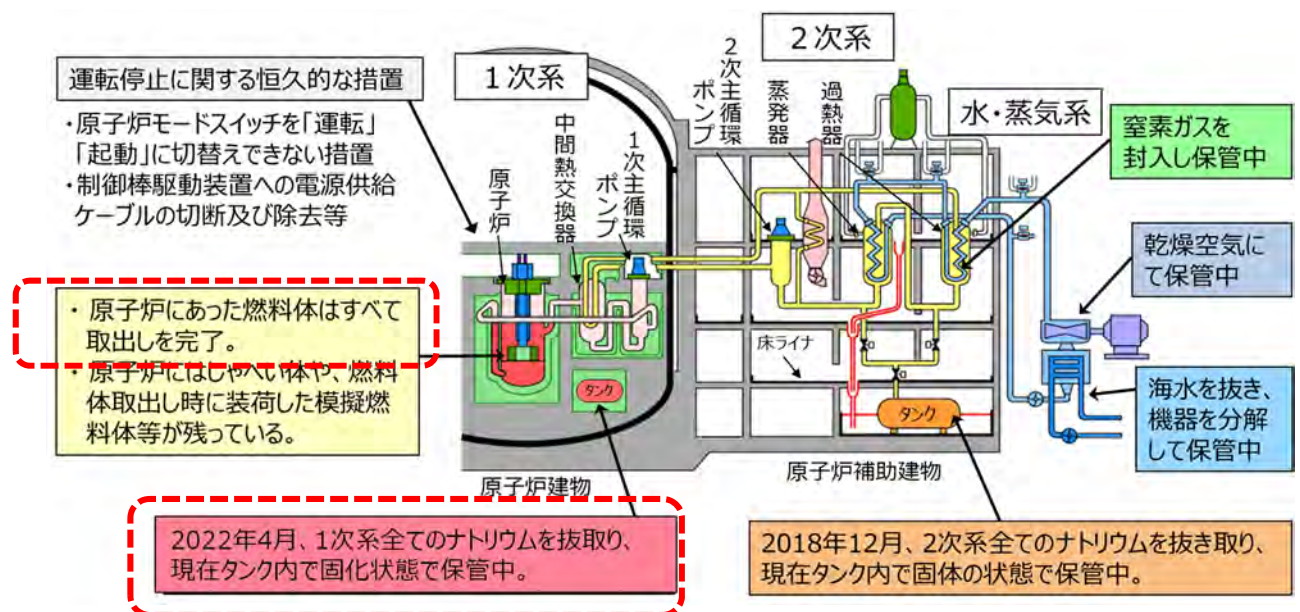 運転停止に関する恒久的な措置
・原子炉モードスイッチを「運転」
「起動」に切替えできない措置
・制御棒駆動装置への電源供給
ケーブルの切断及び除去等
・ 原子炉にあった燃料体はすべて
取出しを完了。
・ 原子炉にはしゃへい体や、燃料
体取出し時に装荷した模擬燃
料体等が残っている。
1次系
原子炉
中間熱交換器
1次主循環
ポンプ
タンク
原子炉建物
2022年4月、1次系全てのナトリウムを抜取り、
現在タンク内で固化状態で保管中。
2次系
2次主循環
ポンプ
蒸発器
過熱器
水・蒸気系
床ライナ
タンク
原子炉補助建物
2018年12月、2次系全てのナトリウムを抜き取り、
現在タンク内で固体の状態で保管中。
窒素ガスを
封入し保管中
乾燥空気に
て保管中
海水を抜き、
機器を分解
して保管中